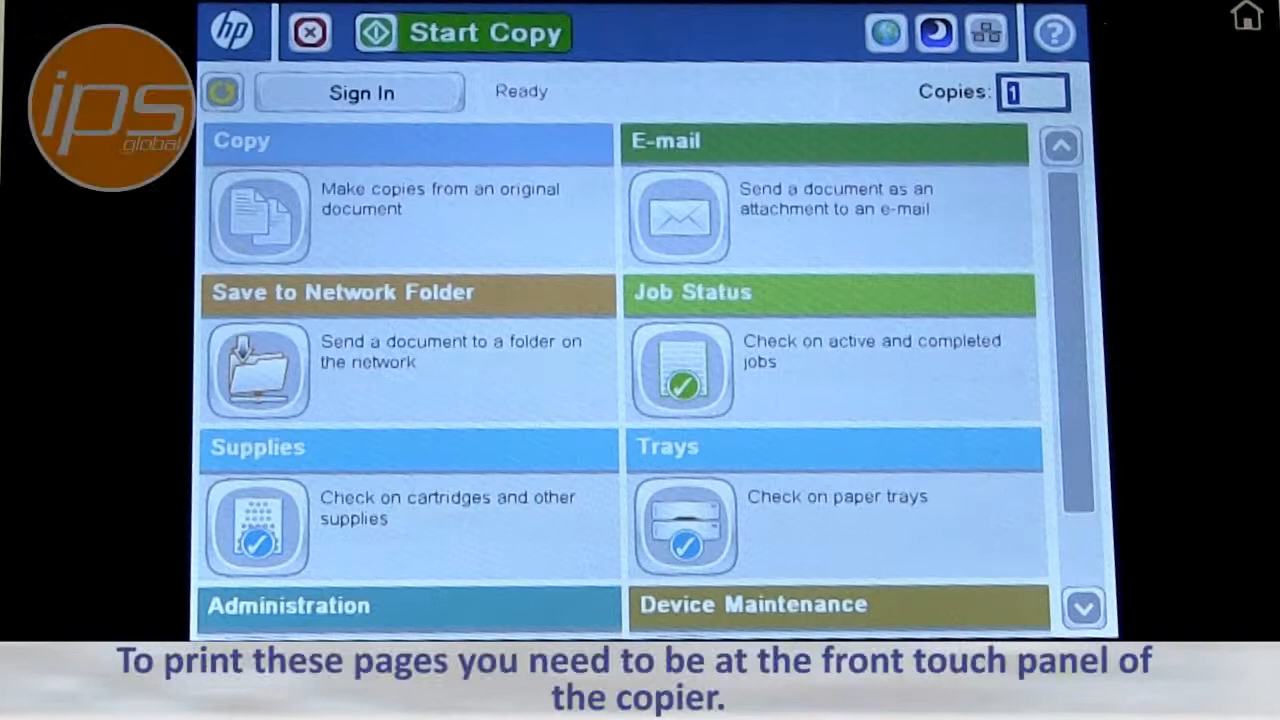 ips
global
hp
Start Copy
?
Sign In
Ready
Copies: 1
Copy
Make copies from an original
document
E-mail
Send a document as an
attachment to an e-mail
Save to Network Folder
Send a document to a folder on
the network
Job Status
Check on active and completed
jobs
Supplies
Check on cartridges and other
supplies
Trays
Check on paper trays
Administration
Device Maintenance
To print these pages you need to be at the front touch panel of
the copier.